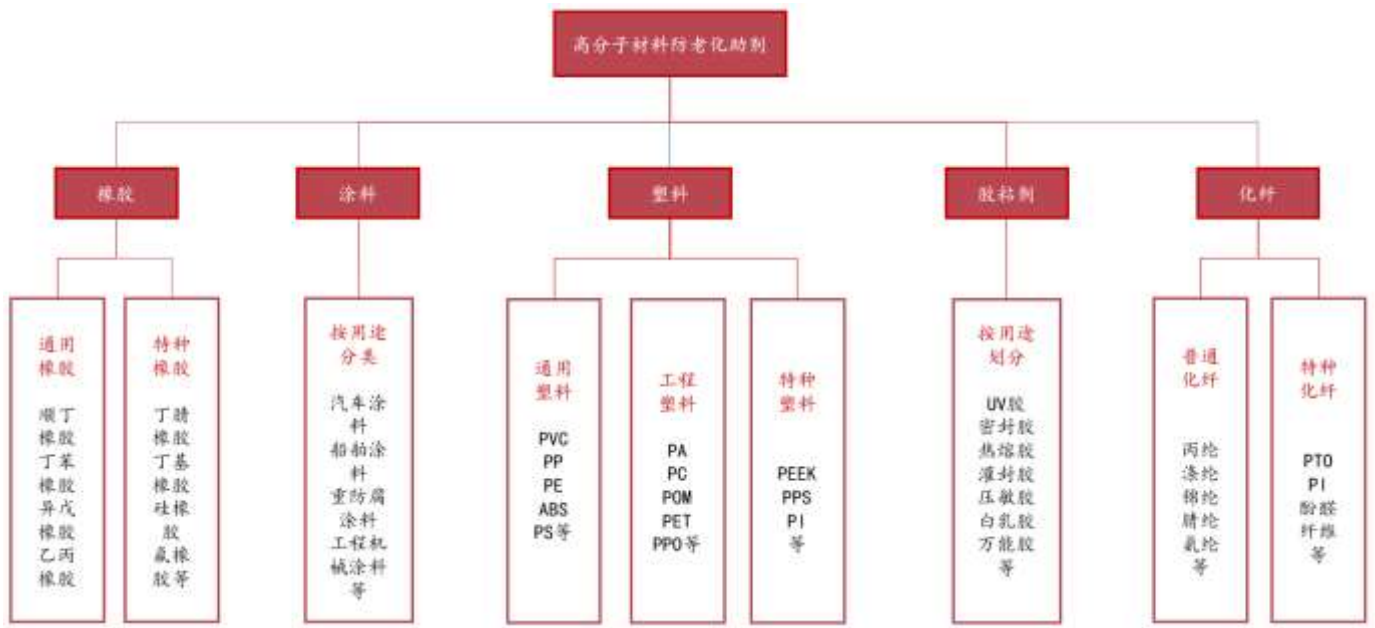 高分子材料防老化助剂
橡胶
涂料
塑料
胶粘剂
化纤
通用
橡胶
顺丁
橡胶
丁苯
橡胶
异戊
橡胶
乙丙
橡胶
特种
橡胶
丁腈
橡胶
丁基
橡胶
硅橡
胶
氟橡
胶等
按用途
分类
汽车涂
料
船舶涂
料
重防腐
涂料
工程机
械涂料
等
通用
塑料
PVC
PP
PE
ABS
PS等
工程
塑料
PA
PC
POM
PET
PPO等
特种
塑料
PEEK
PPS
PI
等
按用途
划分
UV胶
密封胶
热熔胶
灌封胶
压敏胶
白乳胶
万能胶
等
普通
化纤
丙纶
涤纶
锦纶
腈纶
氨纶
等
特种
化纤
PTO
PI
酚醛
纤维
等